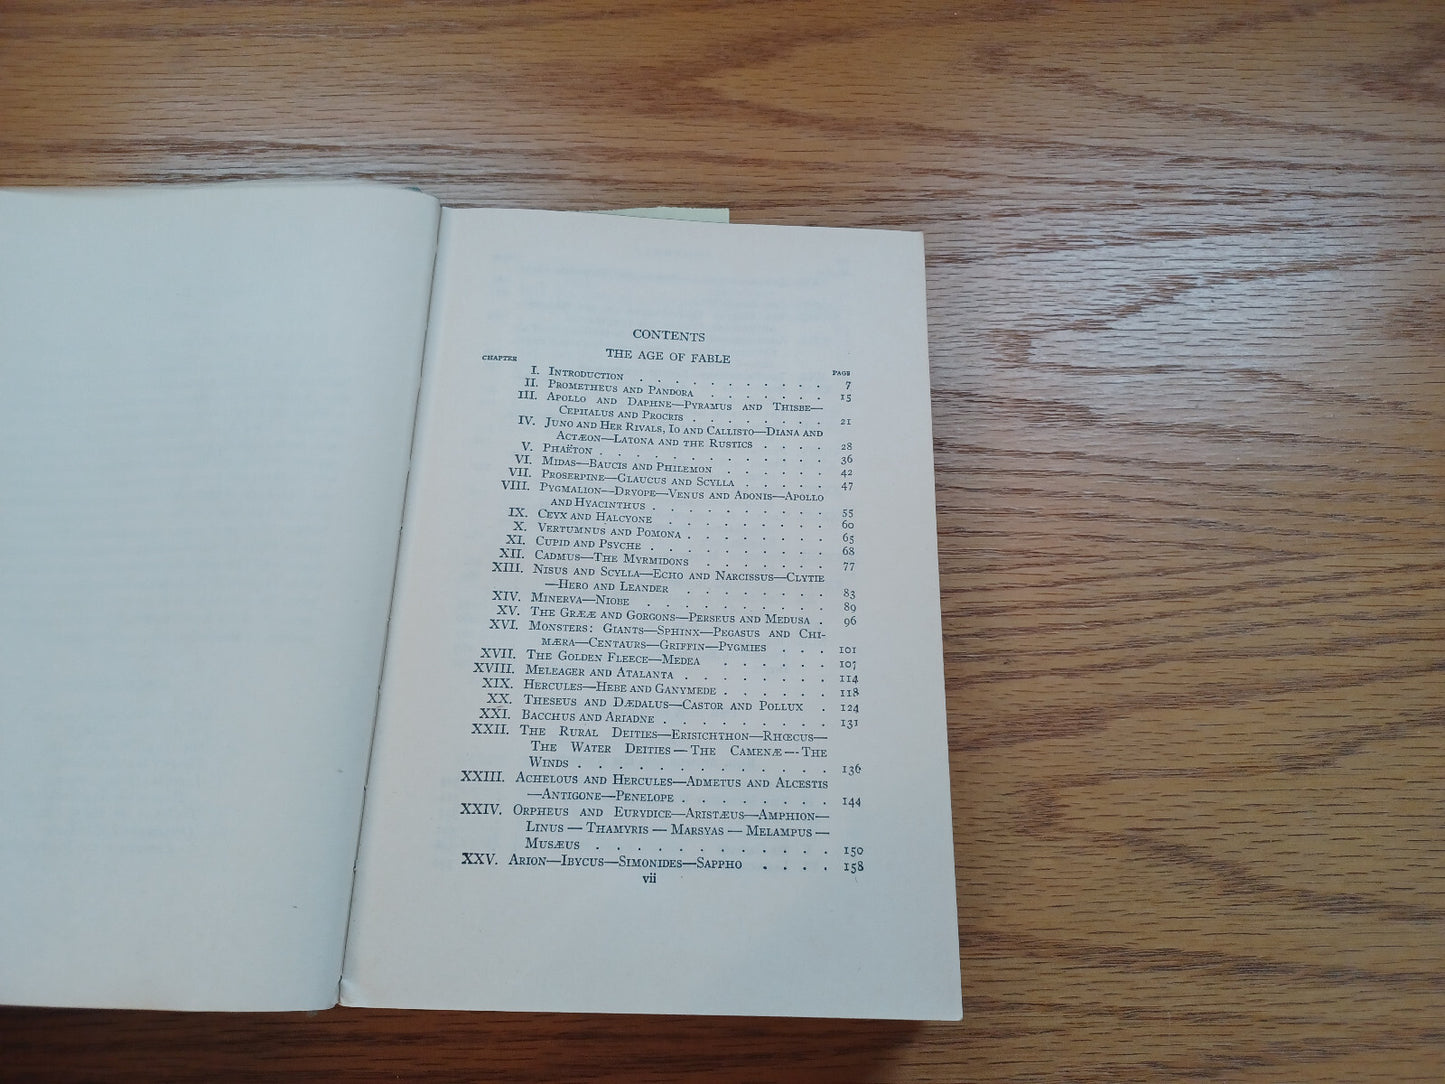 CONTENTS
THE AGE OF FABLE
CHAPTER PAGE
I. INTRODUCTION . . . . . . . . . . . 7
II. PROMETHEUS AND PANDORA . . . . . . . 15
III. APOLLO AND DAPHNE—PYRAMUS AND THISBE—
CEPHALUS AND PROCRIS . . . . . . . 21
IV. JUNO AND HER RIVALS, IO AND CALLISTO—DIANA AND
ACTÆON—LATONA AND THE RUSTICS . . . . 28
V. PHAËTON . . . . . . . . . . . . . 36
VI. MIDAS—BAUCIS AND PHILEMON . . . . . . 42
VII. PROSERPINE—GLAUCUS AND SCYLLA . . . . . 47
VIII. PYGMALION—DRYOPE—VENUS AND ADONIS—APOLLO
AND HYACINTHUS . . . . . . . . . 55
IX. CEYX AND HALCYONE . . . . . . . . . 60
X. VERTUMNUS AND POMONA . . . . . . . . 65
XI. CUPID AND PSYCHE . . . . . . . . . 68
XII. CADMUS—THE MYRMIDONS . . . . . . . 77
XIII. NISUS AND SCYLLA—ECHO AND NARCISSUS—CLYTIE
—HERO AND LEANDER . . . . . . . . 83
XIV. MINERVA—NIOBE . . . . . . . . . . 89
XV. THE GRÆÆ AND GORGONS—PERSEUS AND MEDUSA . 96
XVI. MONSTERS: GIANTS—SPHINX—PEGASUS AND CHI-
MÆRA—CENTAURS—GRIFFIN—PYGMIES . . . 101
XVII. THE GOLDEN FLEECE—MEDEA . . . . . . 107
XVIII. MELEAGER AND ATALANTA . . . . . . . . 114
XIX. HERCULES—HEBE AND GANYMEDE . . . . . . 118
XX. THESEUS AND DÆDALUS—CASTOR AND POLLUX . 124
XXI. BACCHUS AND ARIADNE . . . . . . . . . 131
XXII. THE RURAL DEITIES—ERISICHTHON—RHŒCUS—
THE WATER DEITIES—THE CAMENÆ—THE
WINDS . . . . . . . . . . . . . 136
XXIII. ACHELOUS AND HERCULES—ADMETUS AND ALCESTIS
—ANTIGONE—PENELOPE . . . . . . . . 144
XXIV. ORPHEUS AND EURYDICE—ARISTÆUS—AMPHION—
LINUS—THAMYRIS—MARSYAS—MELAMPUS—
MUSÆUS . . . . . . . . . . . . 150
XXV. ARION—IBYCUS—SIMONIDES—SAPPHO . . . . 158
vii